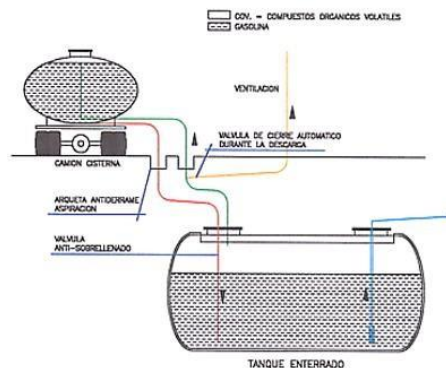 COV. - COMPUESTOS ORGANICOS VOLATILES
GASOLINA
VENTILACION
VALVULA DE CIERRE AUTOMATICO
DURANTE LA DESCARGA
CAMION CISTERNA
ARQUETA ANTIDERRAME
ASPIRACION
VALVULA
ANTI-SOBRELLENADO
TANQUE ENTERRADO